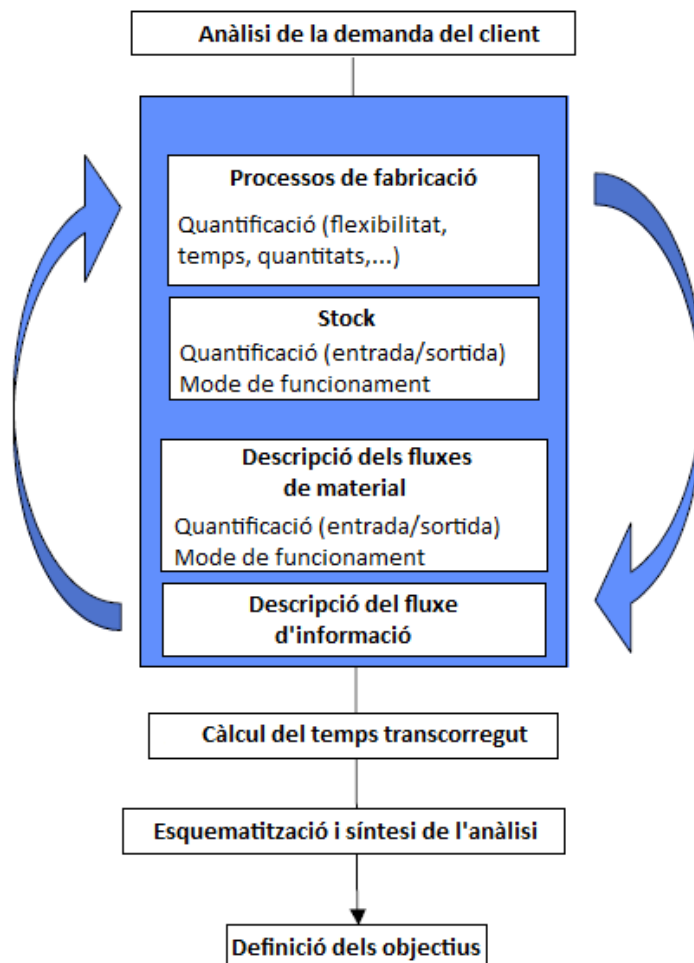 Anàlisi de la demanda del client
Processos de fabricació
Quantificació (flexibilitat,
temps, quantitats,...)
Stock
Quantificació (entrada/sortida)
Mode de funcionament
Descripció dels fluxes
de material
Quantificació (entrada/sortida)
Mode de funcionament
Descripció del fluxe
d'informació
Càlcul del temps transcorregut
Esquematització i síntesi de l'anàlisi
Definició dels objectius